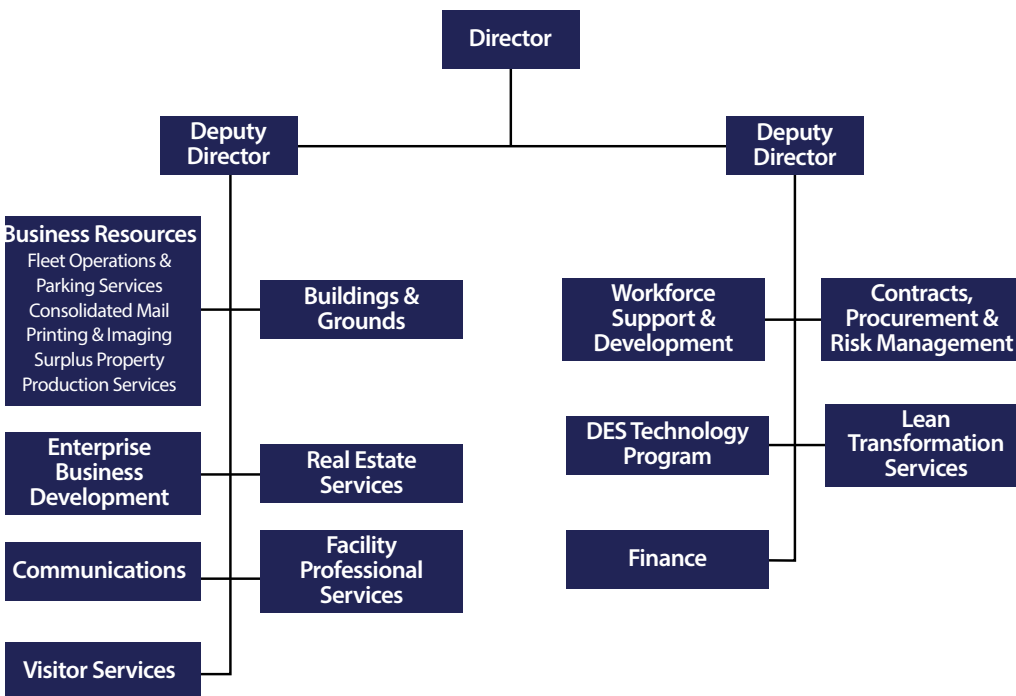 Director
Deputy
Director
Deputy
Director
Business Resources
Fleet Operations &
Parking Services
Consolidated Mail
Printing & Imaging
Surplus Property
Production Services
Buildings &
Grounds
Enterprise
Business
Development
Real Estate
Services
Communications
Facility
Professional
Services
Visitor Services
Workforce
Support &
Development
Contracts,
Procurement &
Risk Management
DES Technology
Program
Lean
Transformation
Services
Finance